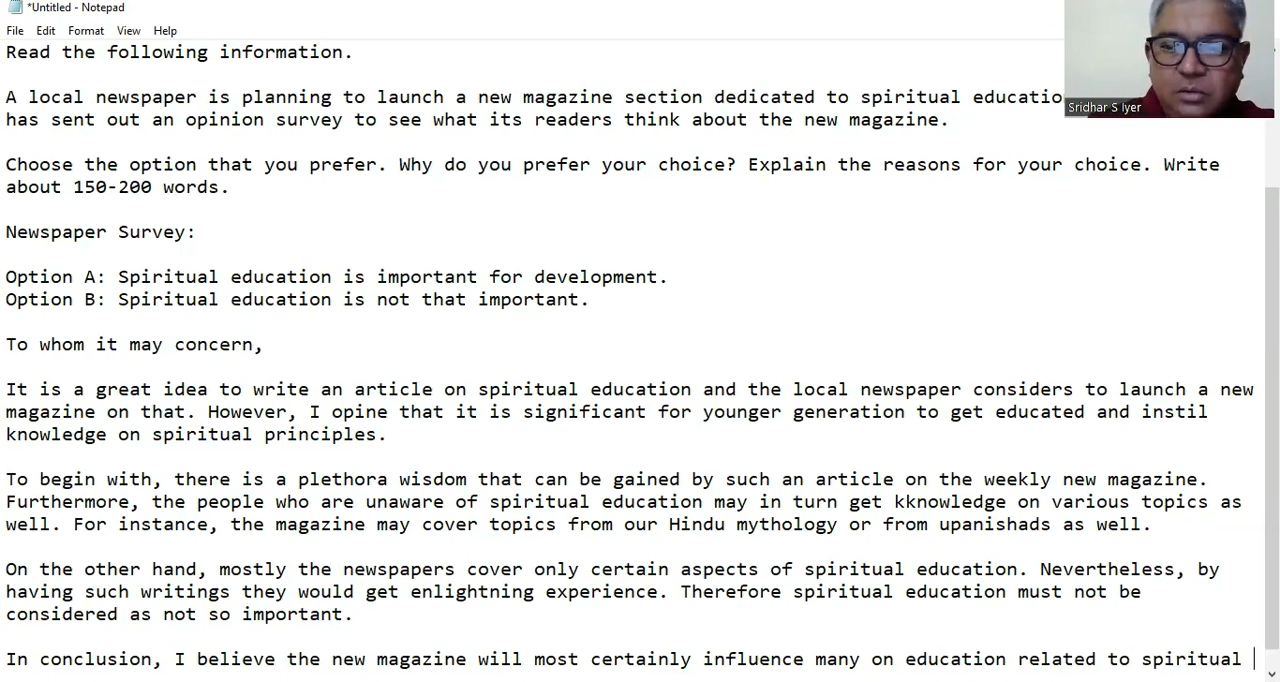 *Untitled - Notepad
File Edit Format View Help
Read the following information.
A local newspaper is planning to launch a new magazine section dedicated to spiritual
has sent out an opinion survey to see what its readers think about the new magazine.
Choose the option that you prefer. Why do you prefer your choice? Explain the reasons for your choice. Write
about 150-200 words.
Newspaper Survey:
Option A: Spiritual education is important for development.
Option B: Spiritual education is not that important.
To whom it may concern,
It is a great idea to write an article on spiritual education and the local newspaper considers to launch a new
magazine on that. However, I opine that it is significant for younger generation to get educated and instil
knowledge on spiritual principles.
To begin with, there is a plethora wisdom that can be gained by such an article on the weekly new magazine.
Furthermore, the people who are unaware of spiritual education may in turn get kknowledge on various topics as
well. For instance, the magazine may cover topics from our Hindu mythology or from upanishads as well.
On the other hand, mostly the newspapers cover only certain aspects of spiritual education. Nevertheless, by
having such writings they would get enlightning experience. Therefore spiritual education must not be
considered as not so important.
In conclusion, I believe the new magazine will most certainly influence many on education related to spiritual
Sridhar S Iyer